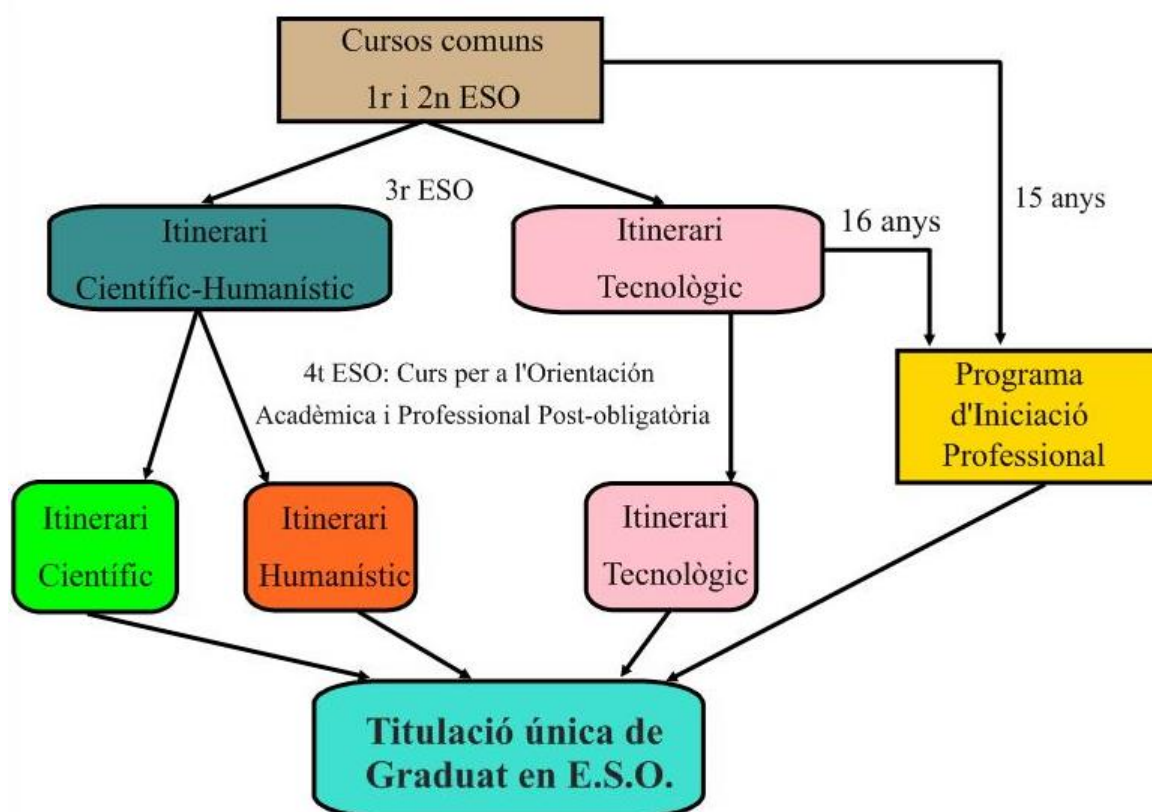 Cursos comuns
1r i 2n ESO
3r ESO
15 anys
Itinerari
Científic-Humanístic
Itinerari
Tecnològic
16 anys
4t ESO: Curs per a l'Orientación
Acadèmica i Professional Post-obligatória
Programa
d'Iniciació
Professional
Itinerari
Científic
Itinerari
Humanístic
Itinerari
Tecnològic
Titulació única de
Graduat en E.S.O.